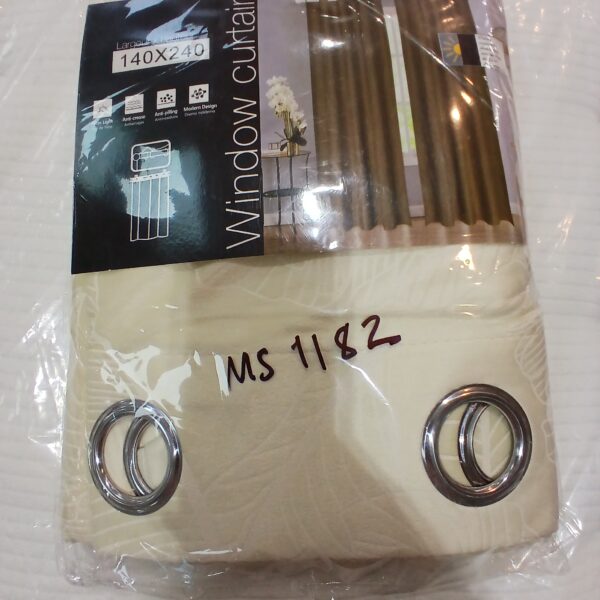 140X240
Anti-crease
Anti-pilling
Modern Design
Window curtain
MS 1182